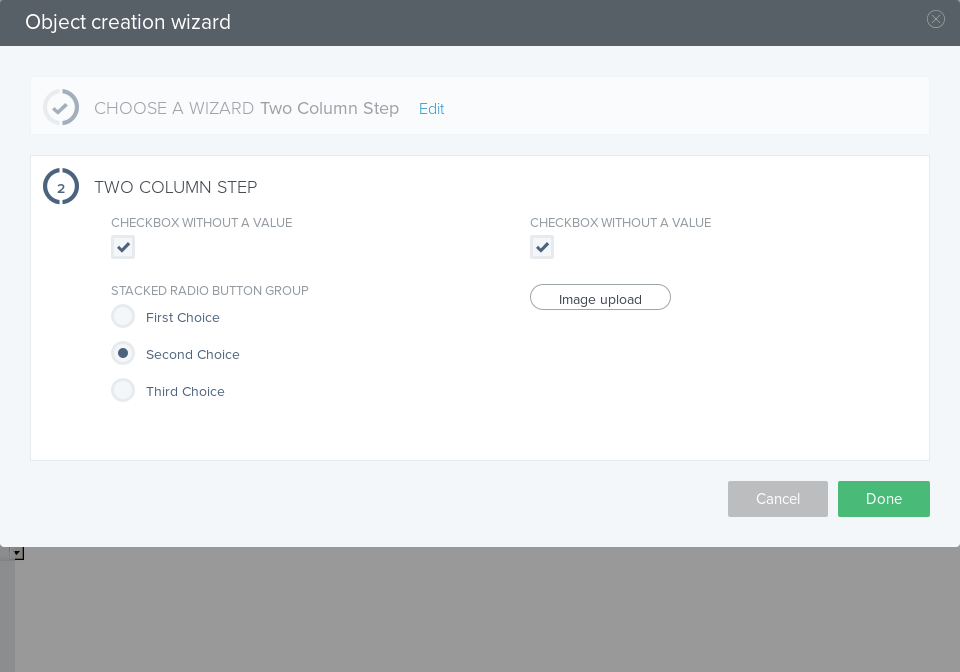 Object creation wizard
CHOOSE A WIZARD Two Column Step Edit
2 TWO COLUMN STEP
CHECKBOX WITHOUT A VALUE
CHECKBOX WITHOUT A VALUE
STACKED RADIO BUTTON GROUP
First Choice
Second Choice
Third Choice
Image upload
Cancel
Done